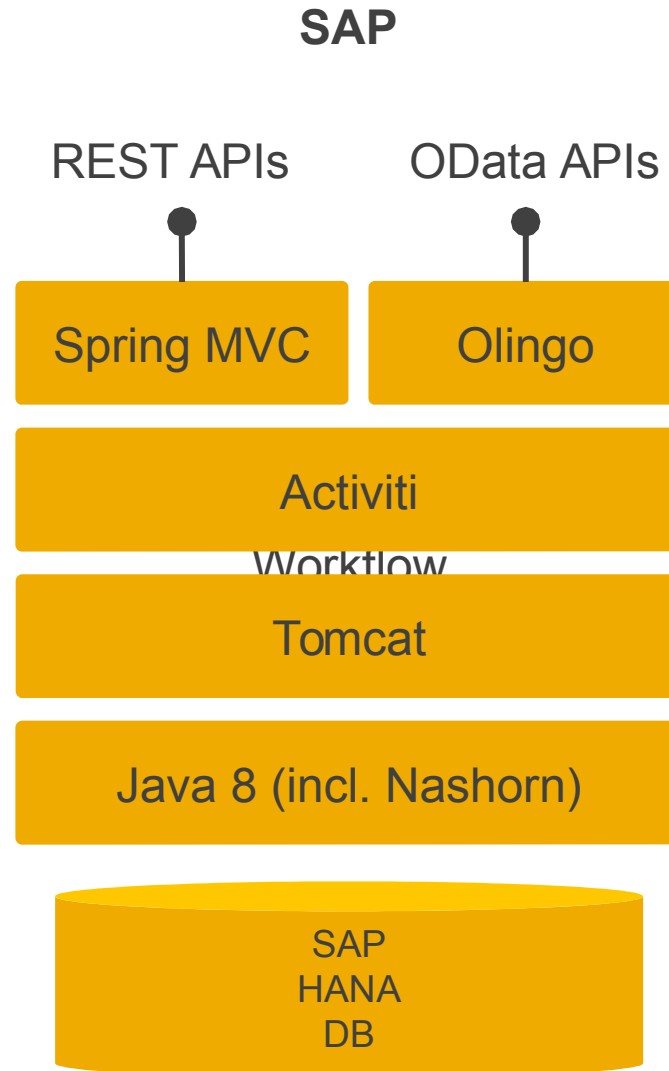 SAP
REST APIs OData APIs
Spring MVC Olingo
Activiti
Workflow
Tomcat
Java 8 (incl. Nashorn)
SAP
HANA
DB